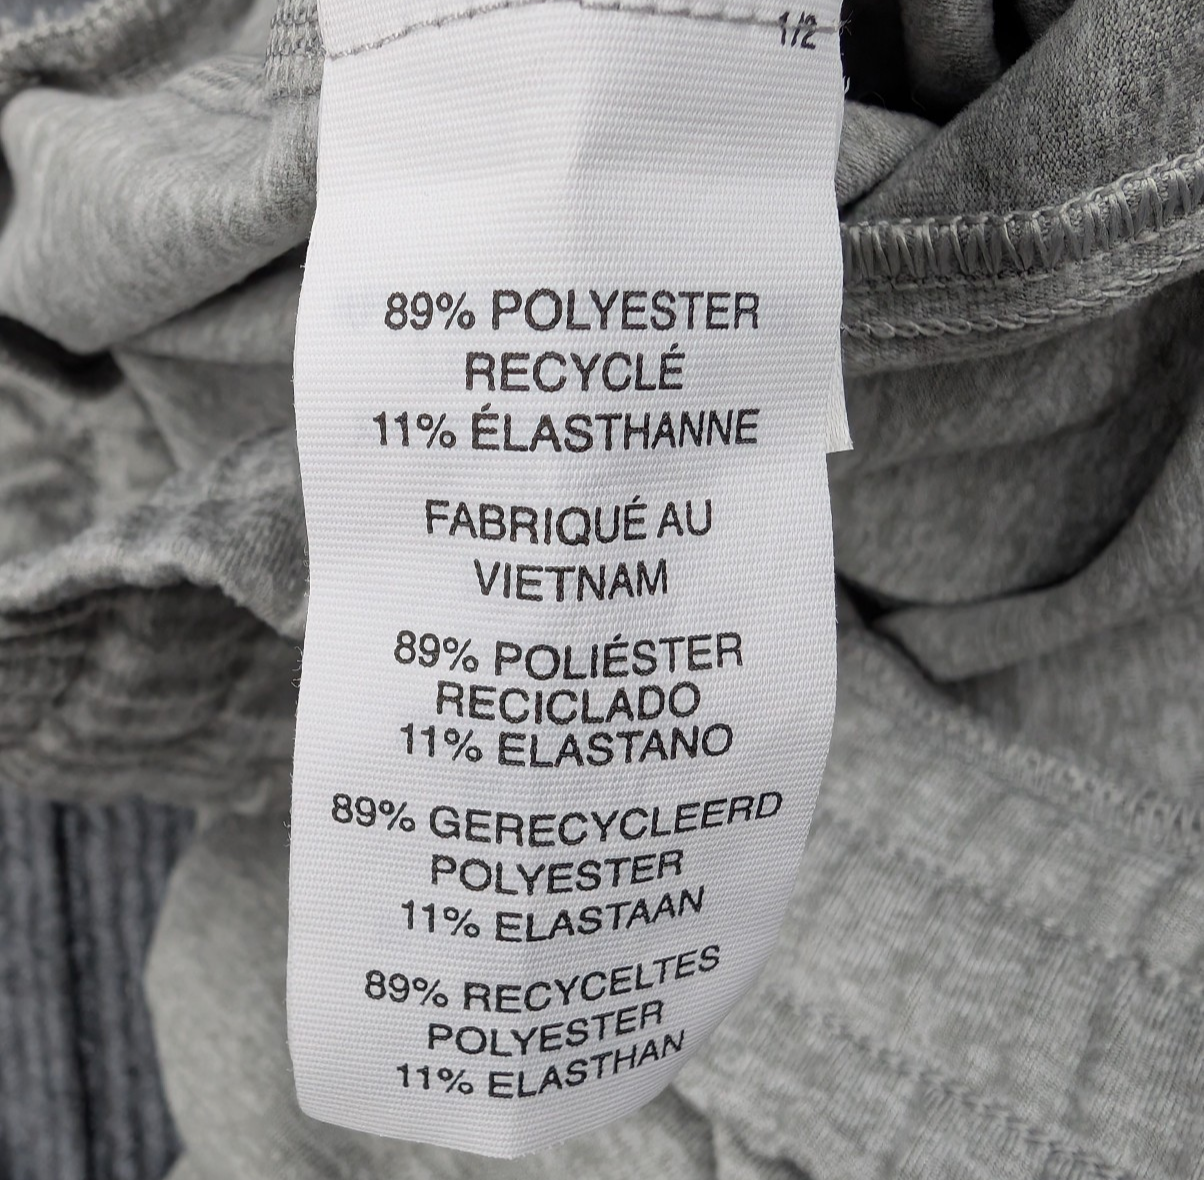 1/2
89% POLYESTER
RECYCLÉ
11% ÉLASTHANNE
FABRIQUÉ AU
VIETNAM
89% POLIÉSTER
RECICLADO
11% ELASTANO
89% GERECYCLEERD
POLYESTER
11% ELASTAAN
89% RECYCELTES
POLYESTER
11% ELASTHAN